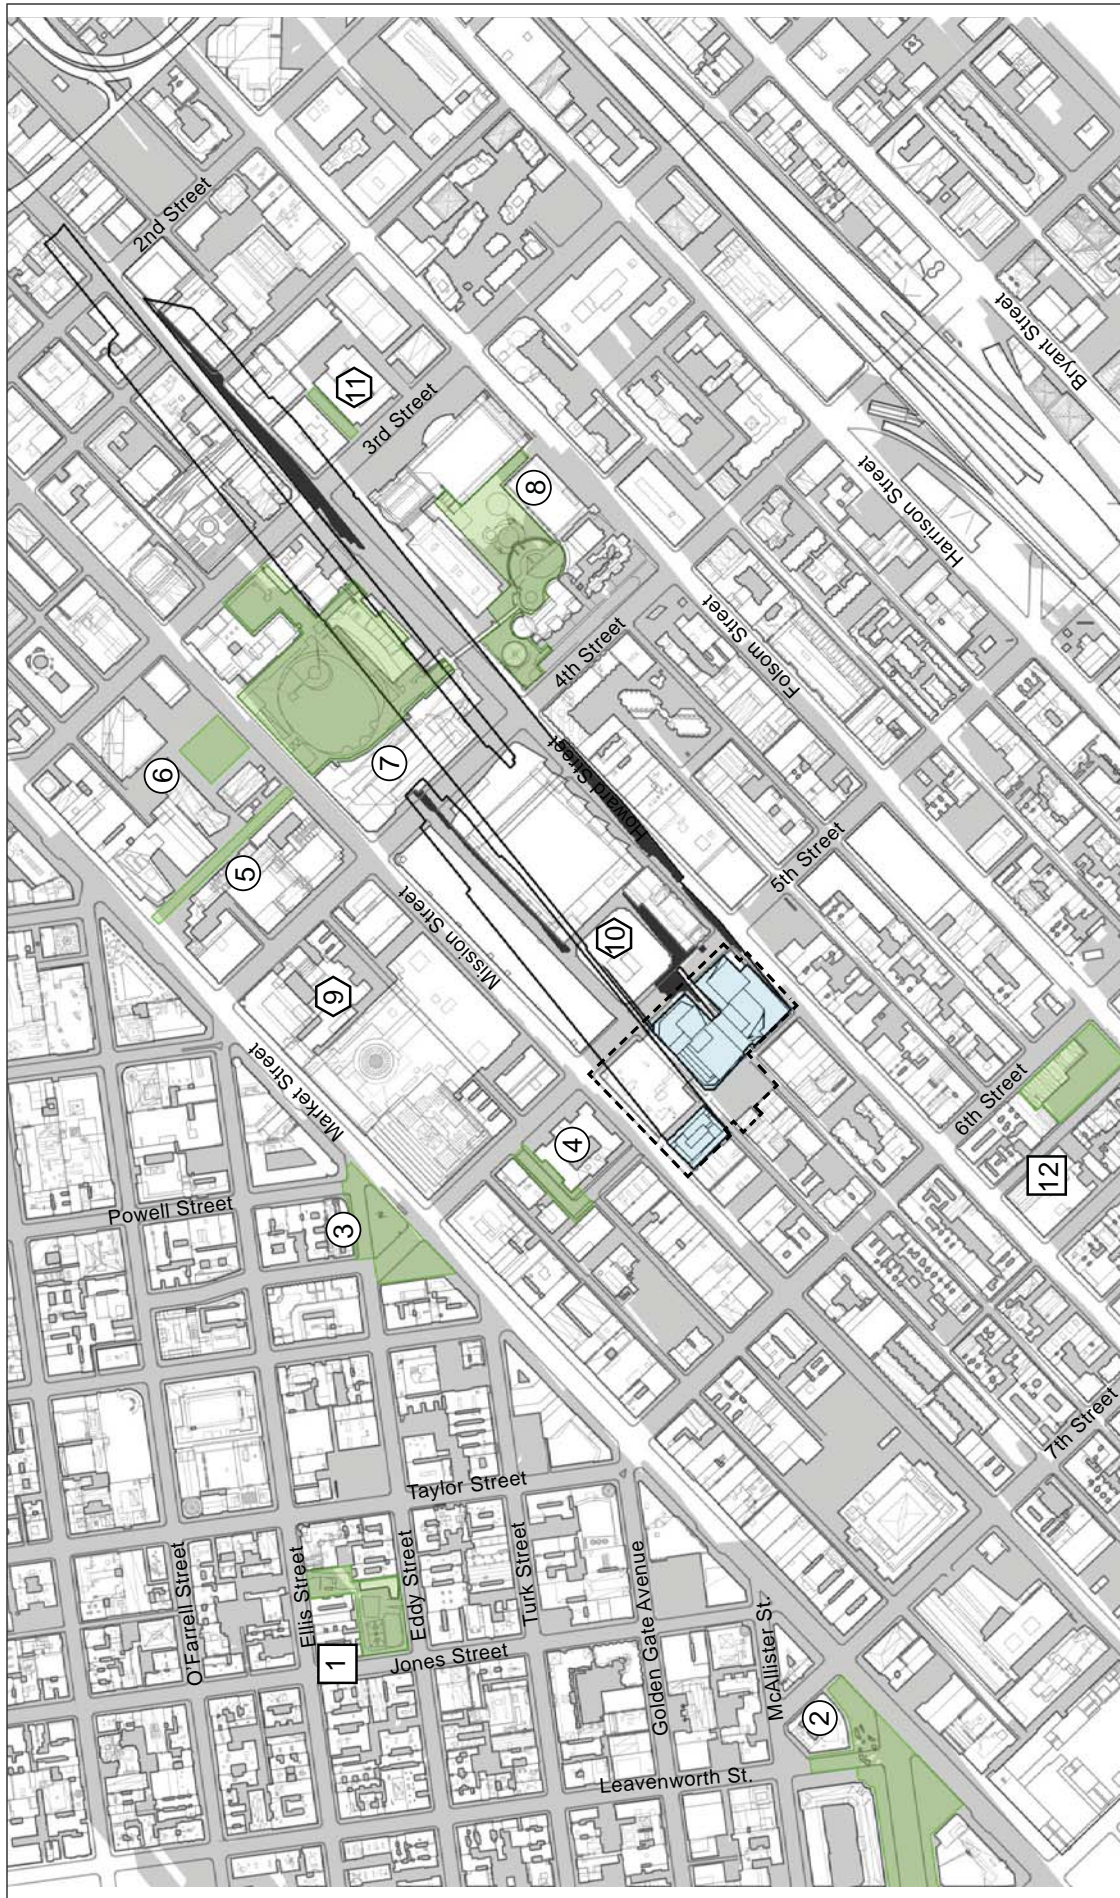 2nd Street
11
3rd Street
8
6
4th Street
7
5
Folsom Street
Bryant Street
Harrison Street
Howard Street
10
5th Street
Mission Street
9
Market Street
4
6th Street
12
Powell Street
3
7th Street
Taylor Street
O'Farrell Street
Ellis Street
Eddy Street
Turk Street
1
Jones Street
Golden Gate Avenue
McAllister St.
2
Leavenworth St.